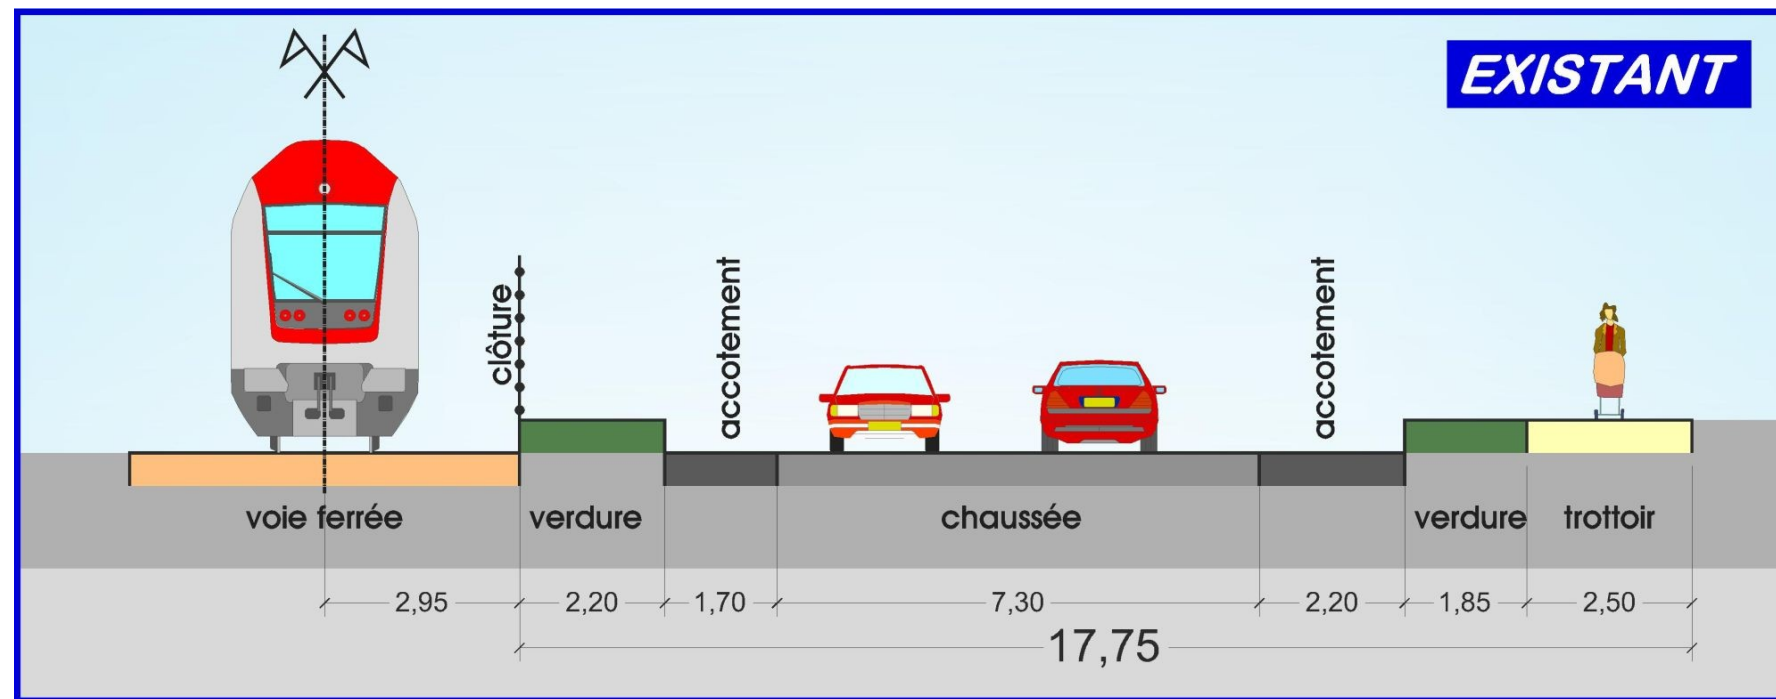 EXISTANT
clôture
accotement
accotement
voie ferrée
verdure
chaussée
verdure
trottoir
2,95
2,20
1,70
7,30
2,20
1,85
2,50
17,75